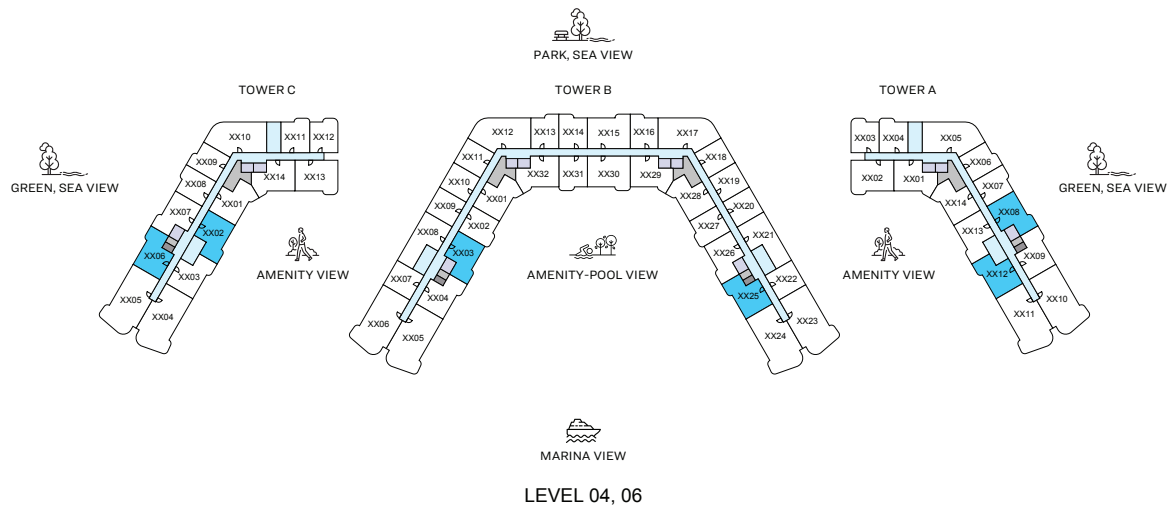 PARK, SEA VIEW
TOWER C
TOWER B
TOWER A
GREEN, SEA VIEW
XX10
XX11
XX12
XX09
XX14
XX13
XX08
XX01
XX07
XX02
XX06
XX03
XX05
XX04
AMENITY VIEW
XX12
XX13
XX14
XX15
XX16
XX17
XX11
XX32
XX31
XX30
XX29
XX18
XX10
XX01
XX28
XX19
XX09
XX02
XX27
XX20
XX08
XX03
XX26
XX21
XX07
XX04
XX25
XX22
XX06
XX05
XX24
XX23
AMENITY-POOL VIEW
AMENITY VIEW
XX03
XX04
XX05
XX02
XX01
XX06
XX14
XX07
XX13
XX08
XX12
XX09
XX11
XX10
GREEN, SEA VIEW
MARINA VIEW
LEVEL 04, 06